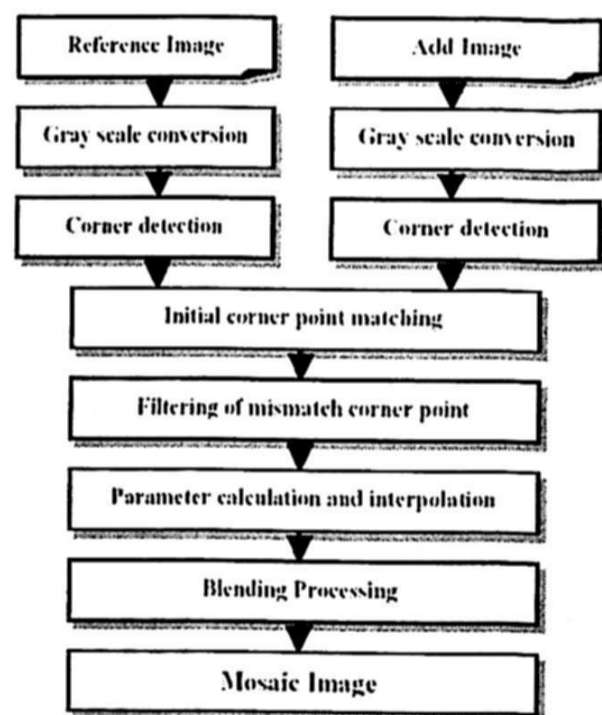 Reference Image
Add Image
Gray scale conversion
Gray scale conversion
Corner detection
Corner detection
Initial corner point matching
Filtering of mismatch corner point
Parameter calculation and interpolation
Blending Processing
Mosaic Image